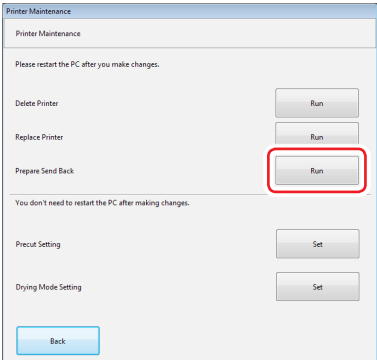 Printer Maintenance
Printer Maintenance
Please restart the PC after you make changes.
Delete Printer Run
Replace Printer Run
Prepare Send Back Run
You don't need to restart the PC after making changes.
Precut Setting Set
Drying Mode Setting Set
Back